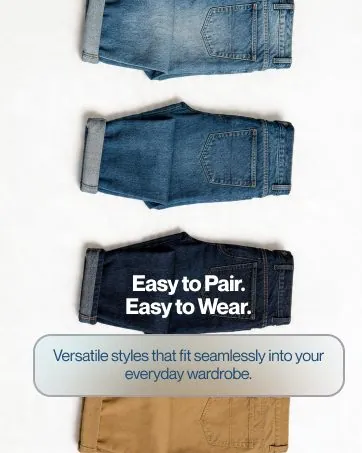 Easy to Pair.
Easy to Wear.
Versatile styles that fit seamlessly into your
everyday wardrobe.